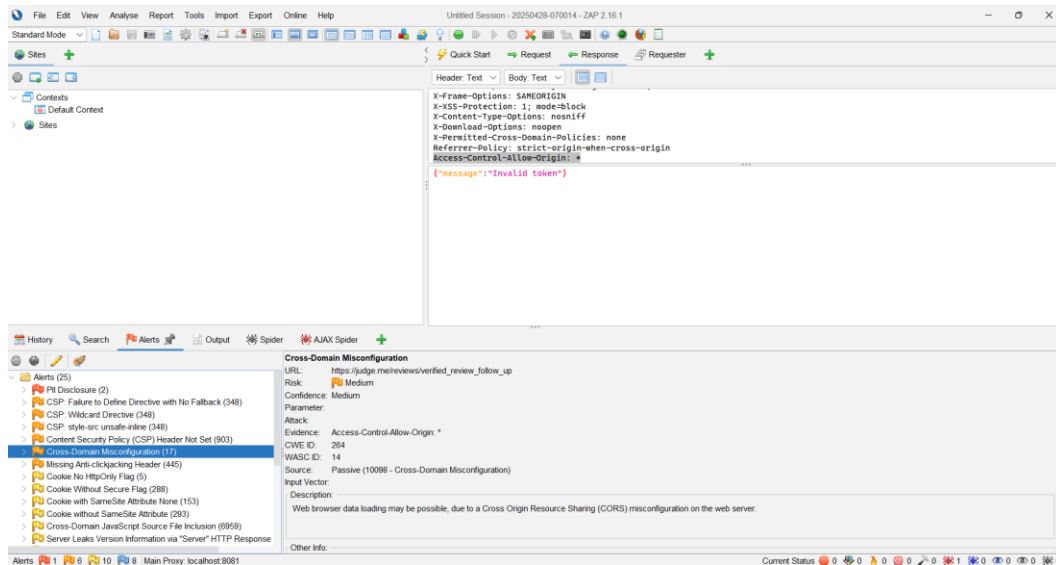 File Edit View Analyse Report Tools Import Export Online Help
Untitled Session - 20250428-070014 - ZAP 2.16.1
Standard Mode
Sites
Quick Start Request Response Requester
Header: Text Body: Text
Contexts
Default Context
Sites
X-Frame-Options: SAMEORIGIN
X-XSS-Protection: 1; mode=block
X-Content-Type-Options: nosniff
X-Download-Options: noopen
X-Permitted-Cross-Domain-Policies: none
Referrer-Policy: strict-origin-when-cross-origin
Access-Control-Allow-Origin: *
{"message":"Invalid token"}
History Search Alerts Output Spider AJAX Spider
Alerts (25)
PII Disclosure (2)
CSP: Failure to Define Directive with No Fallback (348)
CSP: Wildcard Directive (348)
CSP: style-src unsafe-inline (348)
Content Security Policy (CSP) Header Not Set (903)
Cross-Domain Misconfiguration (17)
Missing Anti-clickjacking Header (445)
Cookie No HttpOnly Flag (5)
Cookie Without Secure Flag (288)
Cookie with SameSite Attribute None (153)
Cookie without SameSite Attribute (293)
Cross-Domain JavaScript Source File Inclusion (6959)
Server Leaks Version Information via "Server" HTTP Response
Cross-Domain Misconfiguration
URL: https://judge.me/reviews/verified_review_follow_up
Risk: Medium
Confidence: Medium
Parameter:
Attack:
Evidence: Access-Control-Allow-Origin: *
CWE ID: 264
WASC ID: 14
Source: Passive (10098 - Cross-Domain Misconfiguration)
Input Vector:
Description:
Web browser data loading may be possible, due to a Cross Origin Resource Sharing (CORS) misconfiguration on the web server.
Other Info:
Alerts 1 6 10 8 Main Proxy: localhost:8081
Current Status 0 0 0 0 0 1 0 0 0